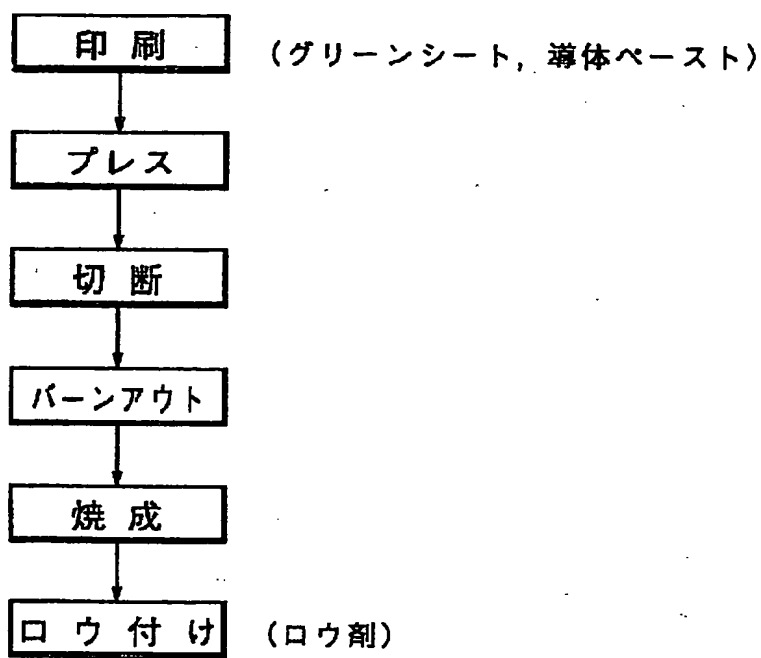 印刷 (グリーンシート, 導体ペースト)
プレス
切断
バーンアウト
焼成
ロウ付け (ロウ剤)